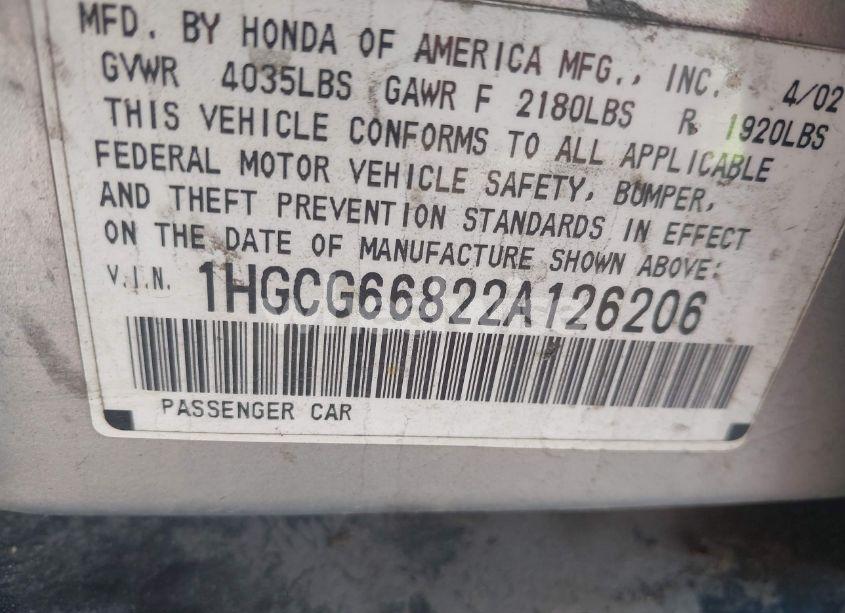 MFD. BY HONDA OF AMERICA MFG., INC. 4/02
GVWR 4035LBS GAWR F 2180LBS R 1920LBS
THIS VEHICLE CONFORMS TO ALL APPLICABLE
FEDERAL MOTOR VEHICLE SAFETY, BUMPER,
AND THEFT PREVENTION STANDARDS IN EFFECT
ON THE DATE OF MANUFACTURE SHOWN ABOVE:
V.I.N. 1HGCG66822A126206
PASSENGER CAR